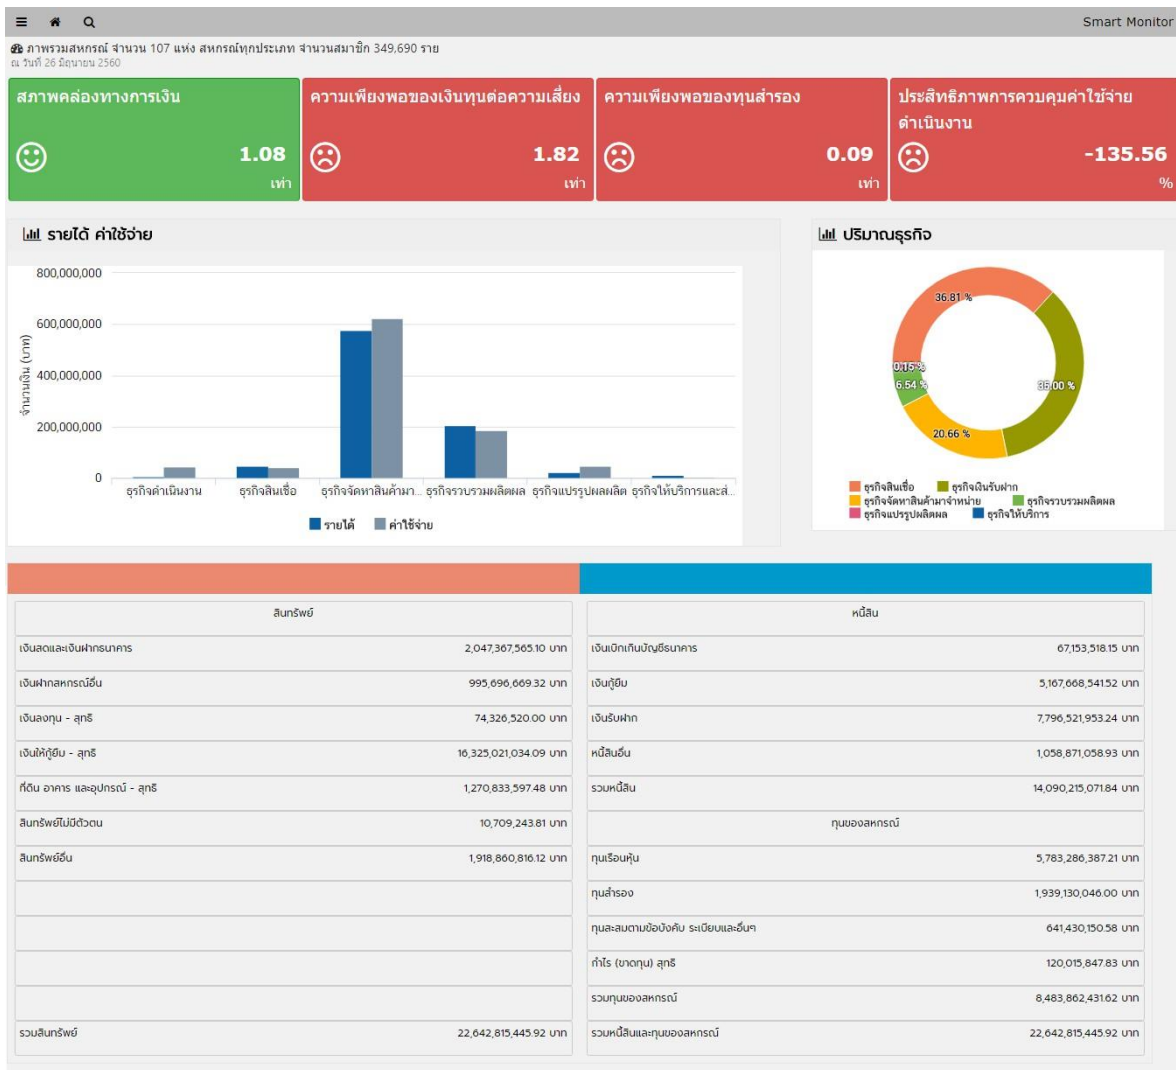 Smart Monitor
ภาพรวมสหกรณ์ จำนวน 107 แห่ง สหกรณ์ทุกประเภท จำนวนสมาชิก 349,690 ราย
ณ วันที่ 26 มิถุนายน 2560
สภาพคล่องทางการเงิน
1.08
เท่า
ความเพียงพอของเงินทุนต่อความเสี่ยง
1.82
เท่า
ความเพียงพอของทุนสำรอง
0.09
เท่า
ประสิทธิภาพการควบคุมค่าใช้จ่าย
ดำเนินงาน
-135.56
%
รายได้ ค่าใช้จ่าย
จำนวนเงิน (บาท)
800,000,000
600,000,000
400,000,000
200,000,000
0
ธุรกิจดำเนินงาน ธุรกิจสินเชื่อ ธุรกิจจัดหาสินค้ามา... ธุรกิจรวบรวมผลิตผล ธุรกิจแปรรูปผลผลิต ธุรกิจให้บริการและส่...
รายได้ ค่าใช้จ่าย
ปริมาณธุรกิจ
36.81 %
0.15 %
6.54 %
35.00 %
20.66 %
ธุรกิจสินเชื่อ ธุรกิจเงินรับฝาก
ธุรกิจจัดหาสินค้ามาจำหน่าย ธุรกิจรวบรวมผลิตผล
ธุรกิจแปรรูปผลิตผล ธุรกิจให้บริการ
สินทรัพย์
เงินสดและเงินฝากธนาคาร 2,047,367,565.10 บาท
เงินฝากสหกรณ์อื่น 995,696,669.32 บาท
เงินลงทุน - สุทธิ 74,326,520.00 บาท
เงินให้กู้ยืม - สุทธิ 16,325,021,034.09 บาท
ที่ดิน อาคาร และอุปกรณ์ - สุทธิ 1,270,833,597.48 บาท
สินทรัพย์ไม่มีตัวตน 10,709,243.81 บาท
สินทรัพย์อื่น 1,918,860,816.12 บาท
รวมสินทรัพย์ 22,642,815,445.92 บาท
หนี้สิน
เงินเบิกเกินบัญชีธนาคาร 67,153,518.15 บาท
เงินกู้ยืม 5,167,668,541.52 บาท
เงินรับฝาก 7,796,521,953.24 บาท
หนี้สินอื่น 1,058,871,058.93 บาท
รวมหนี้สิน 14,090,215,071.84 บาท
ทุนของสหกรณ์
ทุนเรือนหุ้น 5,783,286,387.21 บาท
ทุนสำรอง 1,939,130,046.00 บาท
ทุนสะสมตามข้อบังคับ ระเบียบและอื่นๆ 641,430,150.58 บาท
กำไร (ขาดทุน) สุทธิ 120,015,847.83 บาท
รวมทุนของสหกรณ์ 8,483,862,431.62 บาท
รวมหนี้สินและทุนของสหกรณ์ 22,642,815,445.92 บาท